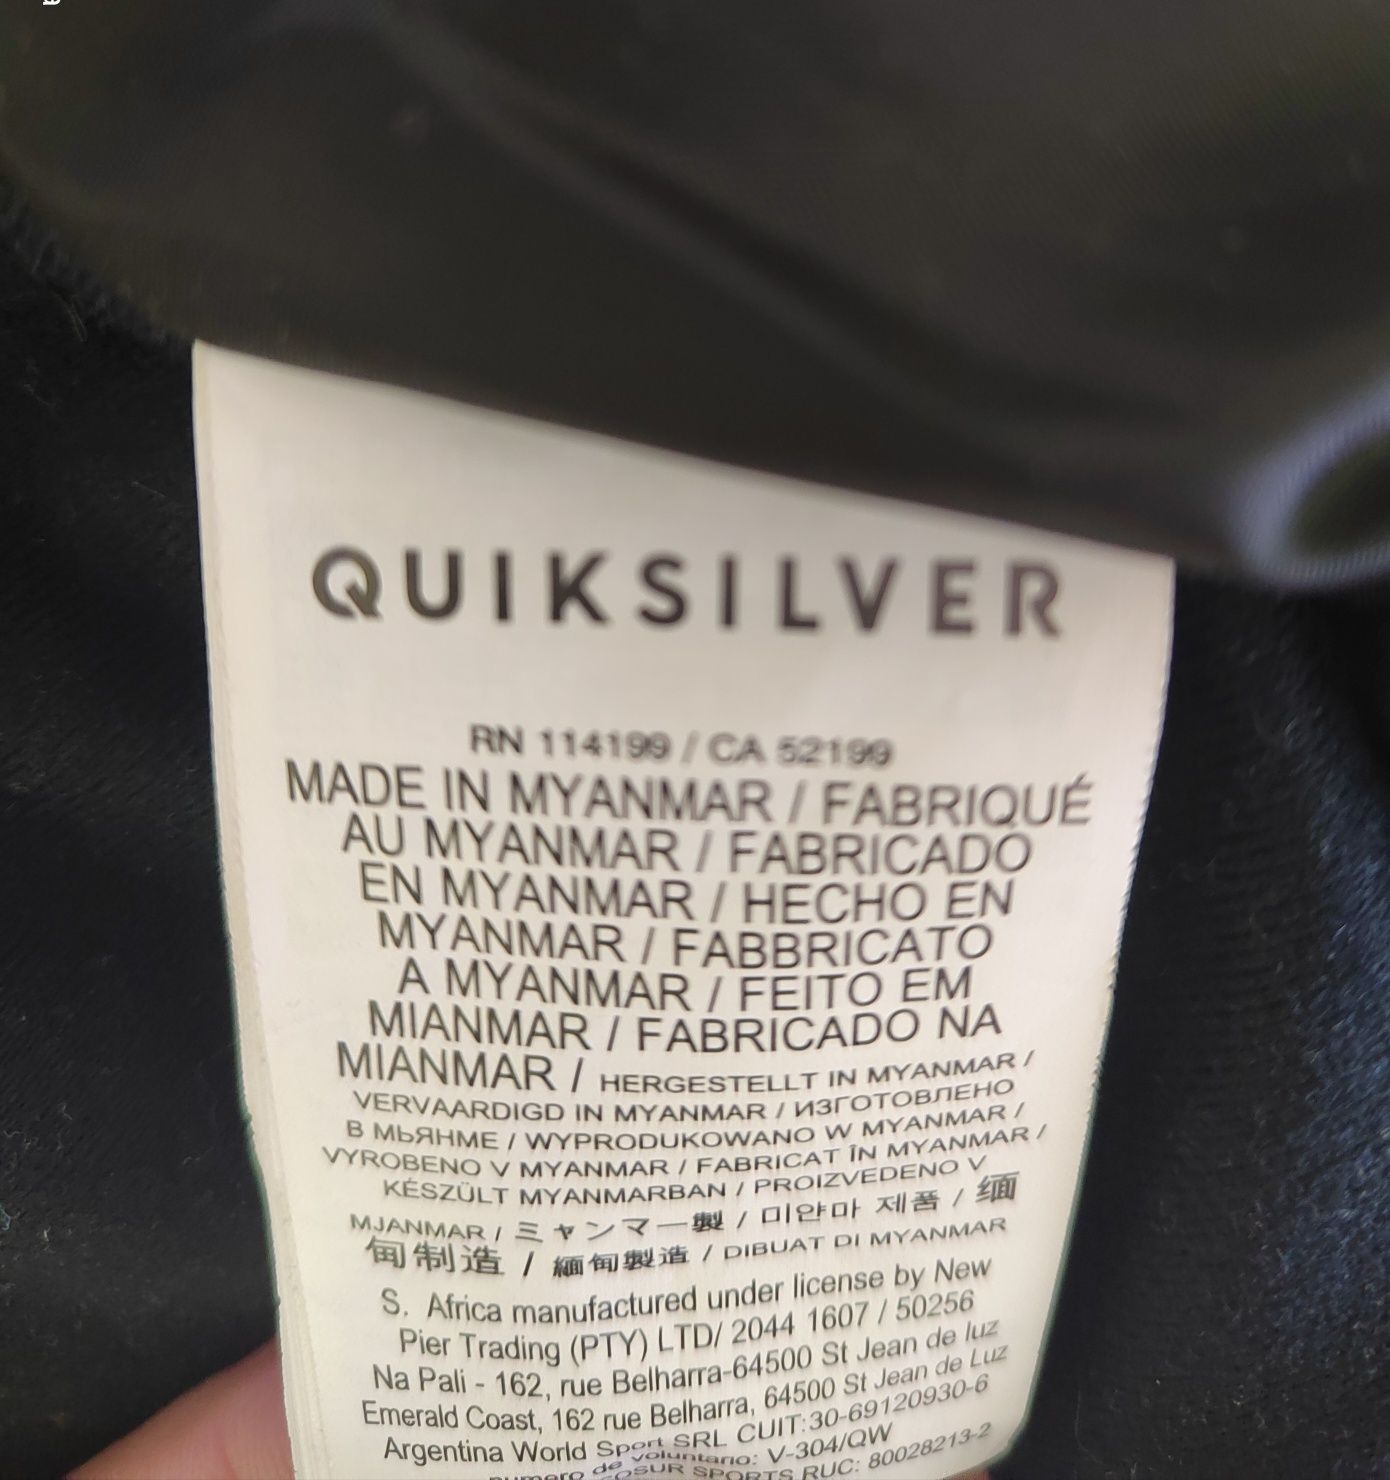 QUIKSILVER
RN 114199 / CA 52199
MADE IN MYANMAR / FABRIQUÉ
AU MYANMAR / FABRICADO
EN MYANMAR / HECHO EN
MYANMAR / FABBRICATO
A MYANMAR / FEITO EM
MIANMAR / FABRICADO NA
MIANMAR / HERGESTELLT IN MYANMAR /
VERVAARDIGD IN MYANMAR / ИЗГОТОВЛЕНО
В МЬЯНМЕ / WYPRODUKOWANO W MYANMAR /
VYROBENO V MYANMAR / FABRICAT ÎN MYANMAR /
KÉSZÜLT MYANMARBAN / PROIZVEDENO V
MJANMAR / ミャンマー製 / 미얀마 제품 / 缅
甸制造 / 緬甸製造 / DIBUAT DI MYANMAR
S. Africa manufactured under license by New
Pier Trading (PTY) LTD/ 2044 1607 / 50256
Na Pali - 162, rue Belharra-64500 St Jean de luz
Emerald Coast, 162 rue Belharra, 64500 St Jean de Luz
Argentina World Sport SRL CUIT:30-69120930-6
numero de voluntario: V-304/QW
SPORTS RUC: 80028213-2